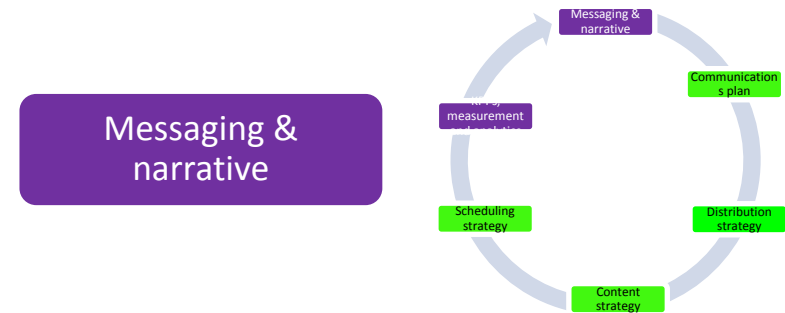 Messaging &
narrative
Messaging &
narrative
Communication
s plan
Distribution
strategy
Content
strategy
Scheduling
strategy
measurement